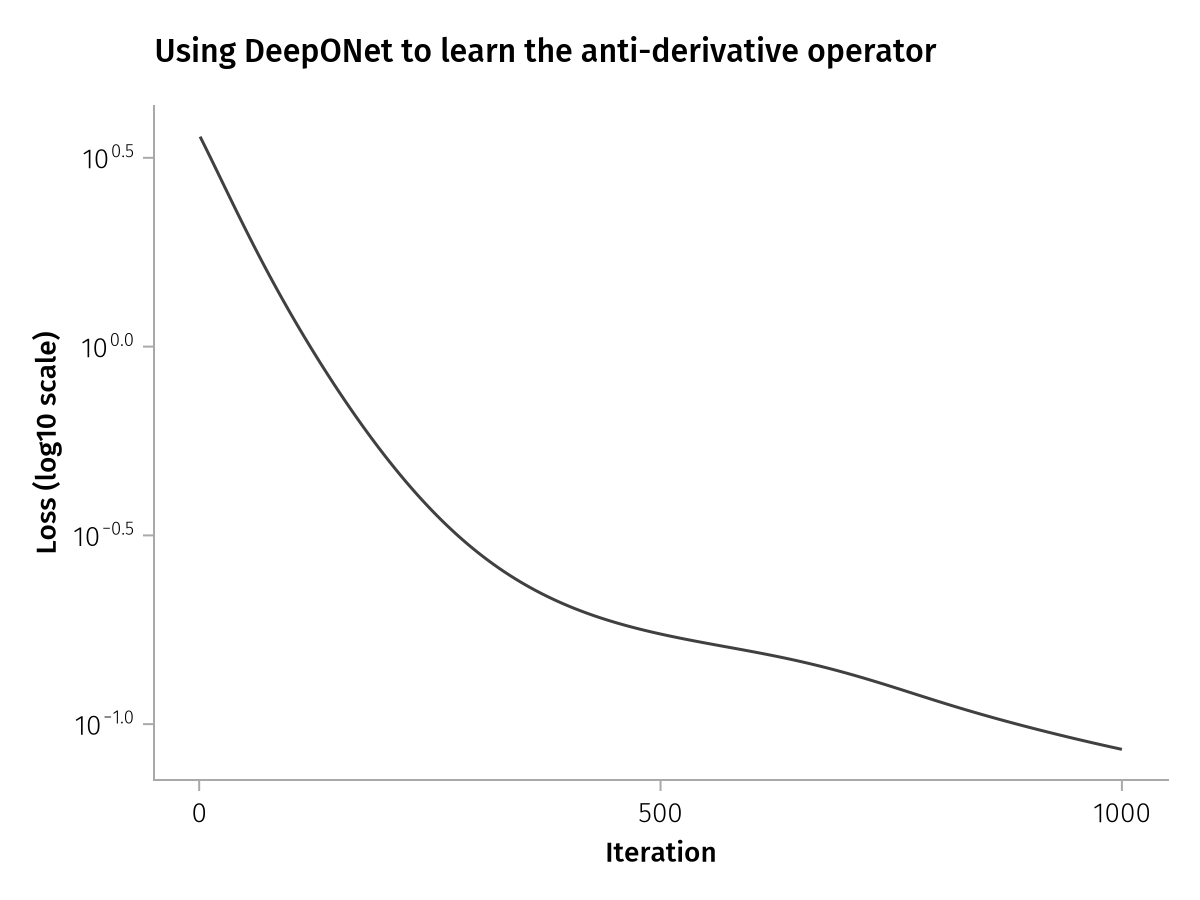 Using DeepONet to learn the anti-derivative operator
Loss (log10 scale)
10^0.5
10^0.0
10^−0.5
10^−1.0
0 500 1000
Iteration